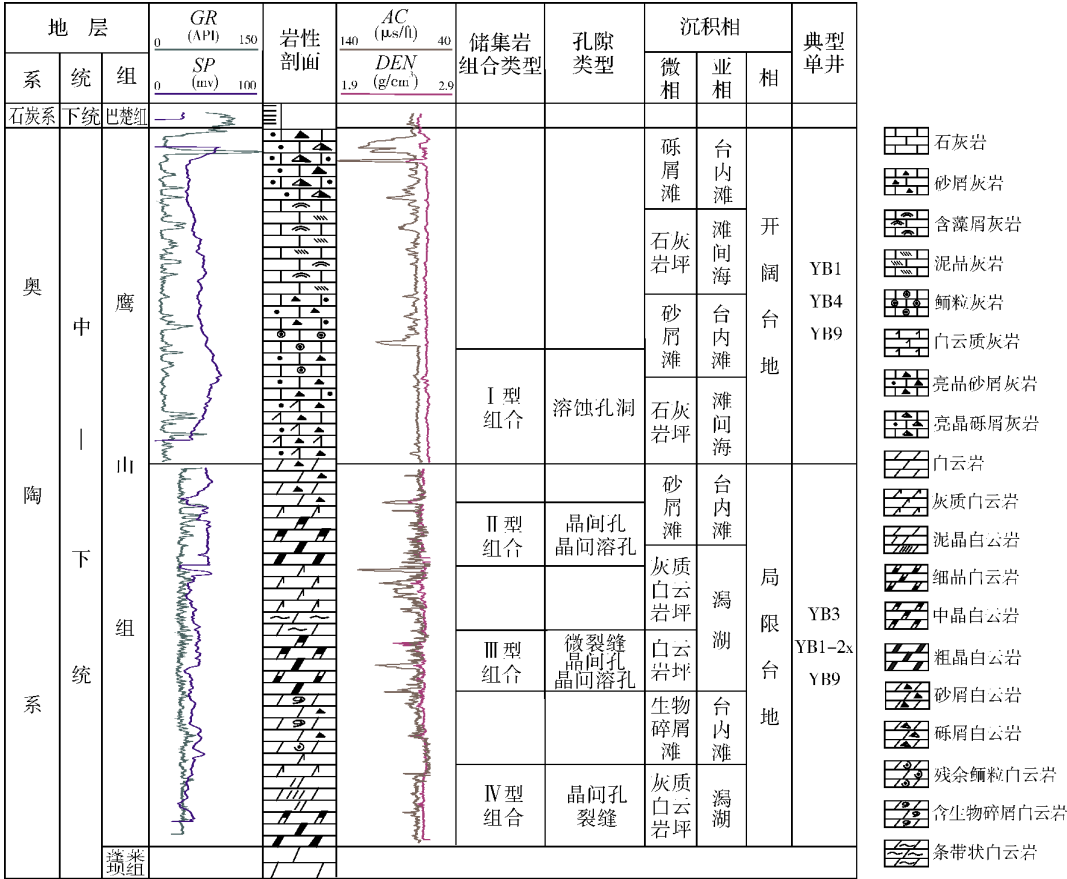 地 层
GR
(API)
0 150
SP
(mv)
0 100
岩性
剖面
AC
(μs/ft)
140 40
DEN
(g/cm³)
1.9 2.9
储集岩
组合类型
孔隙
类型
沉积相
典型
单井
系 统 组
微相 亚相 相
石炭系 下统 巴楚组
奥陶系
中—下统
鹰山组
蓬莱坝组
Ⅰ型
组合
溶蚀孔洞
Ⅱ型
组合
晶间孔
晶问溶孔
Ⅲ型
组合
微裂缝
晶间孔
晶问溶孔
Ⅳ型
组合
晶问孔
裂缝
砾屑滩
石灰岩坪
砂屑滩
石灰岩坪
砂屑滩
灰质
白云
岩坪
白云
岩坪
生物
碎屑
滩
灰质
白云
岩坪
台内滩
滩间海
台内滩
滩问海
台内滩
潟湖
台内滩
潟湖
开阔台地
局限台地
YB1
YB4
YB9
YB3
YB1-2x
YB9
石灰岩
砂屑灰岩
含藻屑灰岩
泥品灰岩
鲕粒灰岩
白云质灰岩
亮品砂屑灰岩
亮晶砾屑灰岩
白云岩
灰质白云岩
泥晶白云岩
细品白云岩
中晶白云岩
粗晶白云岩
砂屑白云岩
砾屑白云岩
残余鲕粒白云岩
含生物碎屑白云岩
条带状白云岩